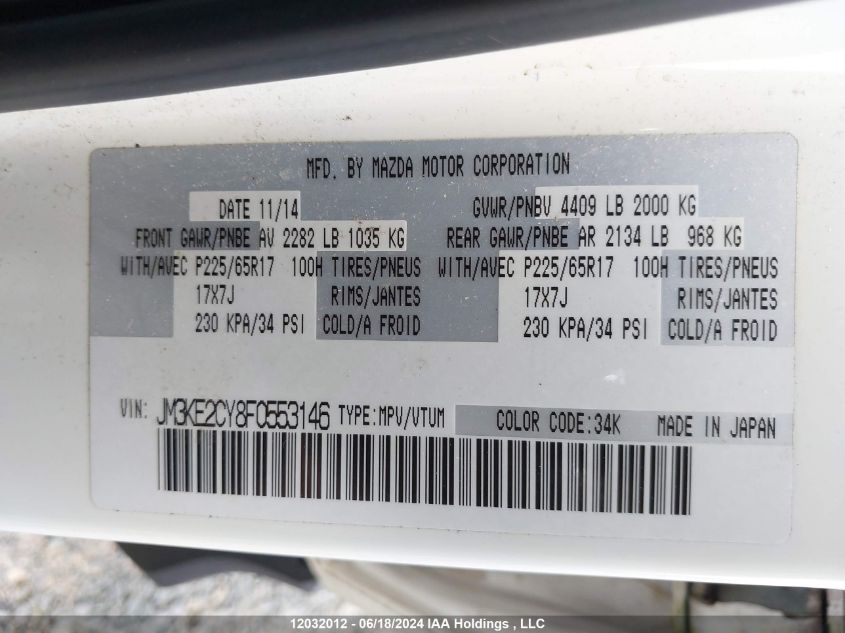 MFD. BY MAZDA MOTOR CORPORATION
DATE 11/14 GVWR/PNBV 4409 LB 2000 KG
FRONT GAWR/PNBE AV 2282 LB 1035 KG REAR GAWR/PNBE AR 2134 LB 968 KG
WITH/AVEC P225/65R17 100H TIRES/PNEUS WITH/AVEC P225/65R17 100H TIRES/PNEUS
17X7J RIMS/JANTES 17X7J RIMS/JANTES
230 KPA/34 PSI COLD/A FROID 230 KPA/34 PSI COLD/A FROID
VIN: JM3KE2CY8F0553146 TYPE:MPV/VTUM COLOR CODE:34K MADE IN JAPAN
12032012 - 06/18/2024 IAA Holdings , LLC